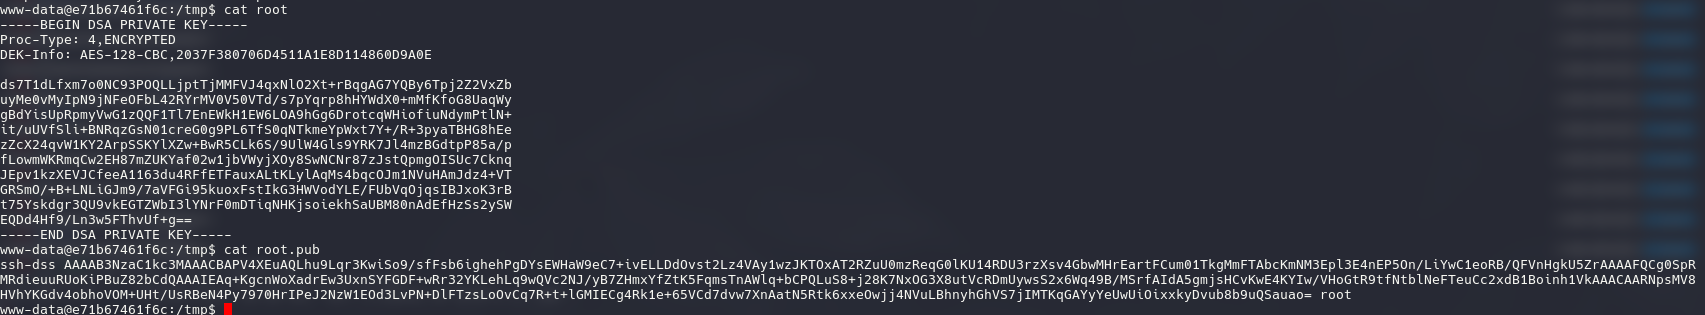 www-data@e71b67461f6c:/tmp$ cat root
-----BEGIN DSA PRIVATE KEY-----
Proc-Type: 4,ENCRYPTED
DEK-Info: AES-128-CBC,2037F380706D4511A1E8D114860D9A0E
ds7T1dLfxm7o0NC93POQLLjptTjMMFVJ4qxNlO2Xt+rBqgAG7YQBy6Tpj2Z2VxZb
uyMe0vMyIpN9jNFeOFbL42RYrMV0V50VTd/s7pYqrp8hHYWdX0+mMfKfoG8UaqWy
gBdYisUpRpmyVwG1zQQF1Tl7EnEWkH1EW6LOA9hGg6DrotcqWHiofiuNdymPtlN+
it/uUVfSli+BNRqzGsN01creG0g9PL6TfS0qNTkmeYpWxt7Y+/R+3pyaTBHG8hEe
zZcX24qvW1KY2ArpSSKYlXZw+BwR5CLk6S/9UlW4Gls9YRK7Jl4mzBGdtpP85a/p
fLowmWKRmqCw2EH87mZUKYaf02w1jbVWyjXOy8SwNCNr87zJstQpmgOISUc7Cknq
JEpv1kzXEVJCfeeA1163du4RFfETFauxALtKLylAqMs4bqcOJm1NVuHAmJdz4+VT
GRSmO/+B+LNLiGJm9/7aVFGi95kuoxFstIkG3HWVodYLE/FUbVqOjqsIBJxoK3rB
t75Yskdgr3QU9vkEGTZWbI3lYNrF0mDTiqNHKjsoiekhSaUBM80nAdEfHzSs2ySW
EQDd4Hf9/Ln3w5FThvUf+g==
-----END DSA PRIVATE KEY-----
www-data@e71b67461f6c:/tmp$ cat root.pub
ssh-dss AAAAB3NzaC1kc3MAAACBAPV4XEuAQLhu9Lqr3KwiSo9/sfFsb6ighehPgDYsEWHaW9eC7+ivELLDdOvst2Lz4VAy1wzJKTOxAT2RZuU0mzReqG0lKU14RDU3rzXsv4GbwMHrEartFCum01TkgMmFTAbcKmNM3Epl3E4nEP5On/LiYwC1eoRB/QFVnHgkU5ZrAAAAFQCg0SpR
MRdieuuRUoKiPBuZ82bCdQAAAIEAq+KgcnWoXadrEw3UxnSYFGDF+wRr32YKLehLq9wQVc2NJ/yB7ZHmxYfZtK5FqmsTnAWlq+bCPQLuS8+j28K7NxOG3X8utVcRDmUywsS2x6Wq49B/MSrfAIdA5gmjsHCvKwE4KYIw/VHoGtR9tfNtblNeFTeuCc2xdB1Boinh1VkAAACAARNpsMV8
HVhYKGdv4obhoVOM+UHt/UsRBeN4Py7970HrIPeJ2NzW1EOd3LvPN+DlFTzsLoOvCq7R+t+lGMIECg4Rk1e+65VCd7dvw7XnAatN5Rtk6xxeOwjj4NVuLBhnyhGhVS7jIMTKqGAYyYeUwUiOixxkyDvub8b9uQSauao= root
www-data@e71b67461f6c:/tmp$